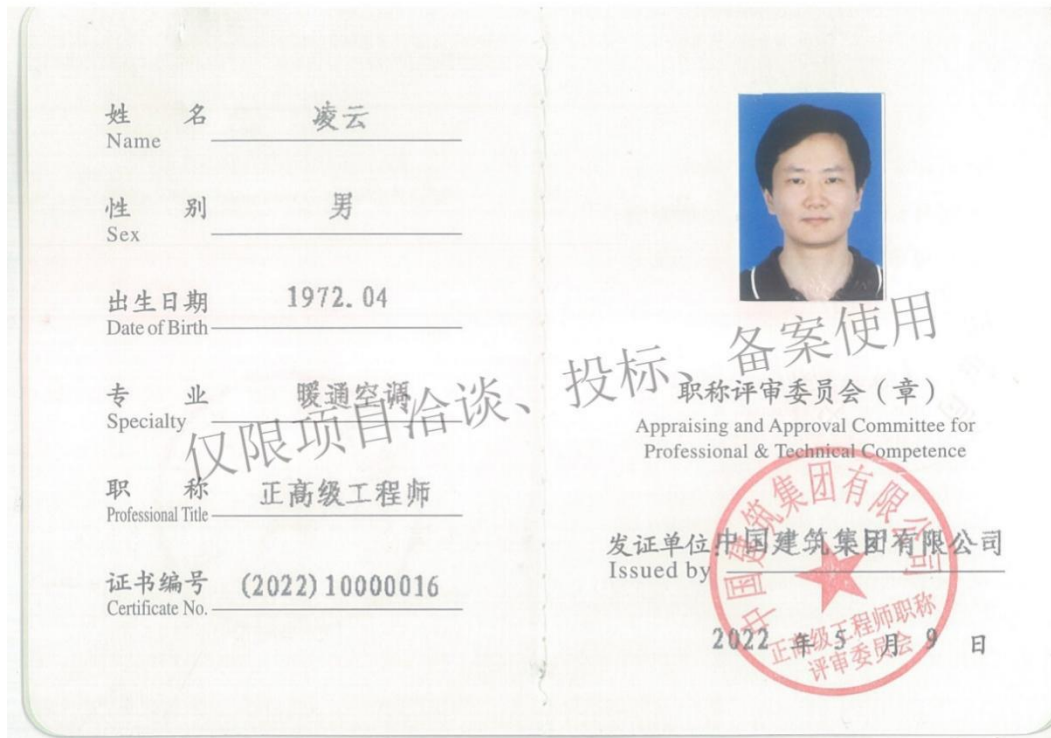 姓名 凌云
Name
性别 男
Sex
出生日期 1972.04
Date of Birth
专业 暖通空调
Specialty
职称 正高级工程师
Professional Title
证书编号 (2022)10000016
Certificate No.
仅限项目洽谈、投标、备案使用
职称评审委员会（章）
Appraising and Approval Committee for
Professional & Technical Competence
发证单位 中国建筑集团有限公司
Issued by
2022 年 5 月 9 日
中国建筑集团有限公司
正高级工程师职称
评审委员会